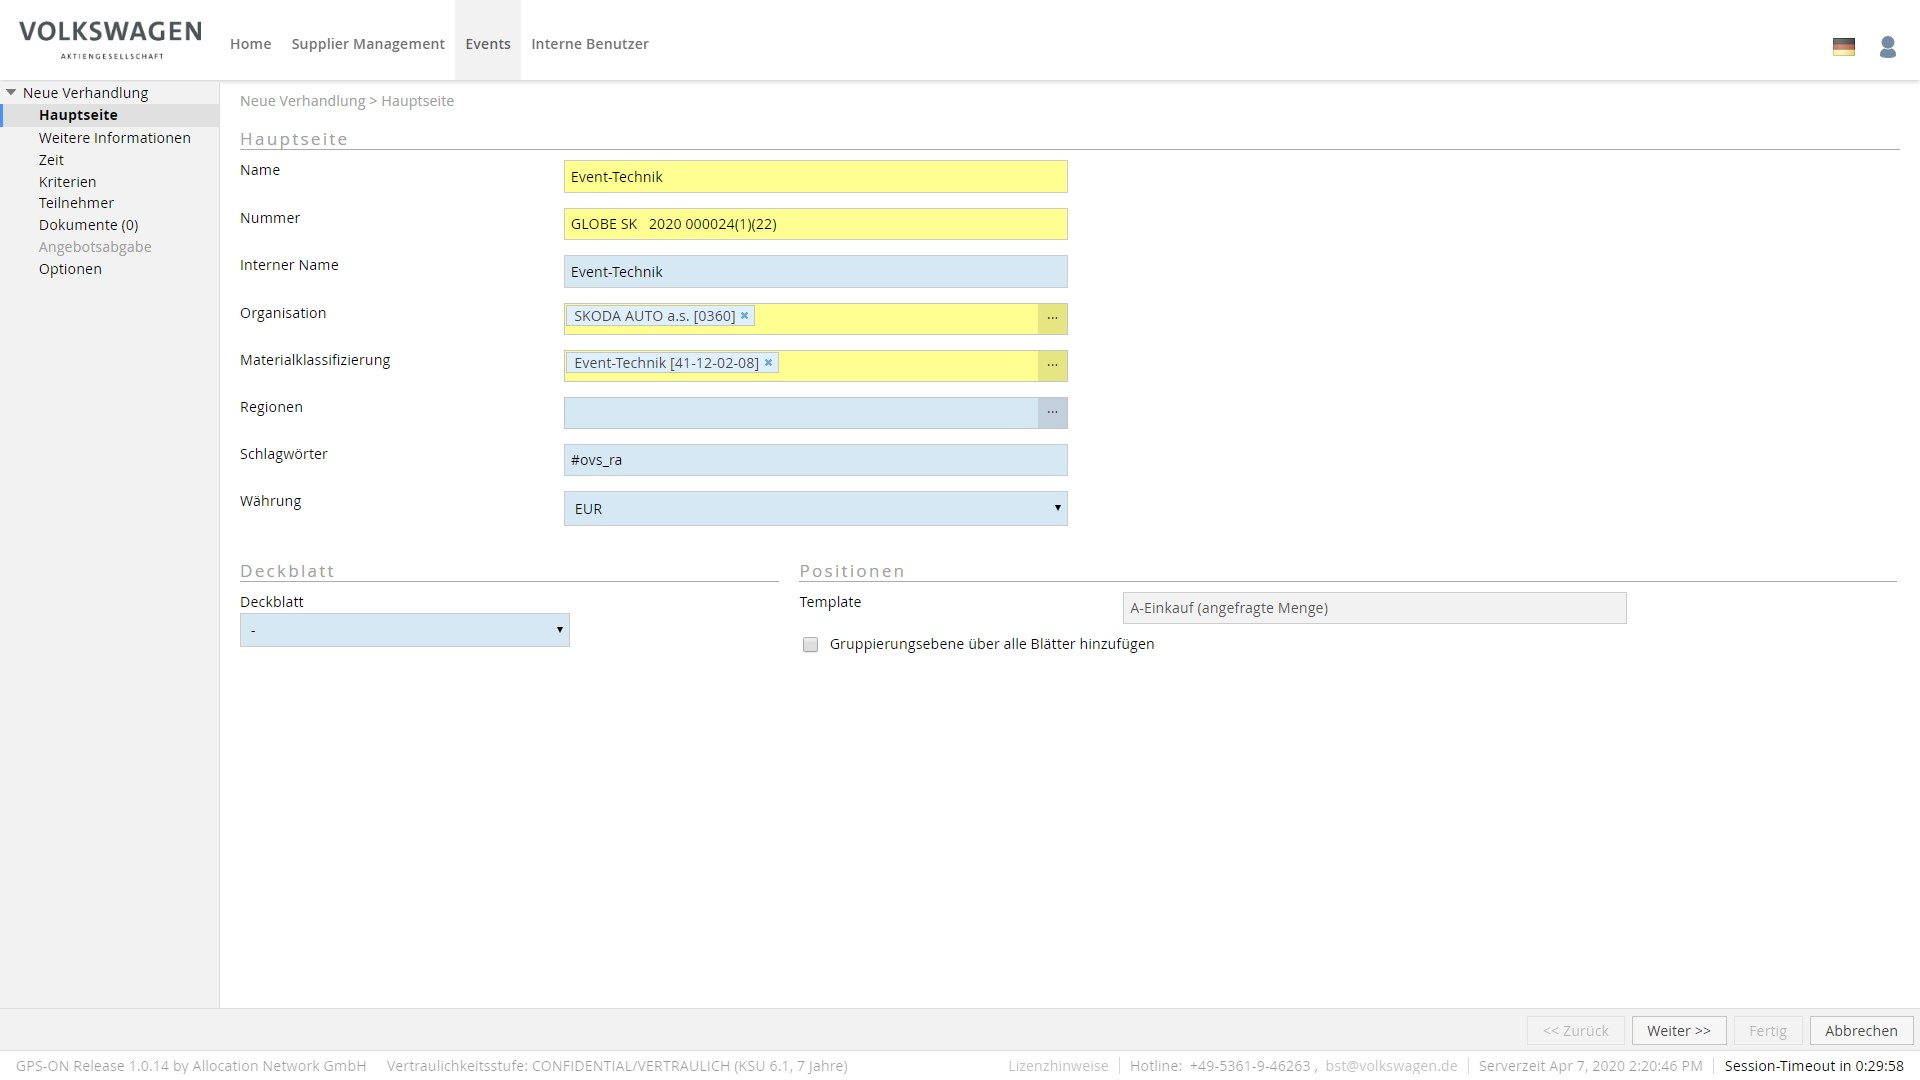 VOLKSWAGEN
AKTIENGESELLSCHAFT
Home Supplier Management Events Interne Benutzer
Neue Verhandlung
Hauptseite
Weitere Informationen
Zeit
Kriterien
Teilnehmer
Dokumente (0)
Angebotsabgabe
Optionen
Neue Verhandlung > Hauptseite
Hauptseite
Name Event-Technik
Nummer GLOBE SK   2020 000024(1)(22)
Interner Name Event-Technik
Organisation SKODA AUTO a.s. [0360] × ...
Materialklassifizierung Event-Technik [41-12-02-08] × ...
Regionen ...
Schlagwörter #ovs_ra
Währung EUR
Deckblatt
Deckblatt
-
Positionen
Template A-Einkauf (angefragte Menge)
Gruppierungsebene über alle Blätter hinzufügen
<< Zurück Weiter >> Fertig Abbrechen
GPS-ON Release 1.0.14 by Allocation Network GmbH Vertraulichkeitsstufe: CONFIDENTIAL/VERTRAULICH (KSU 6.1, 7 Jahre) Lizenzhinweise Hotline: +49-5361-9-46263 , bst@volkswagen.de Serverzeit Apr 7, 2020 2:20:46 PM Session-Timeout in 0:29:58